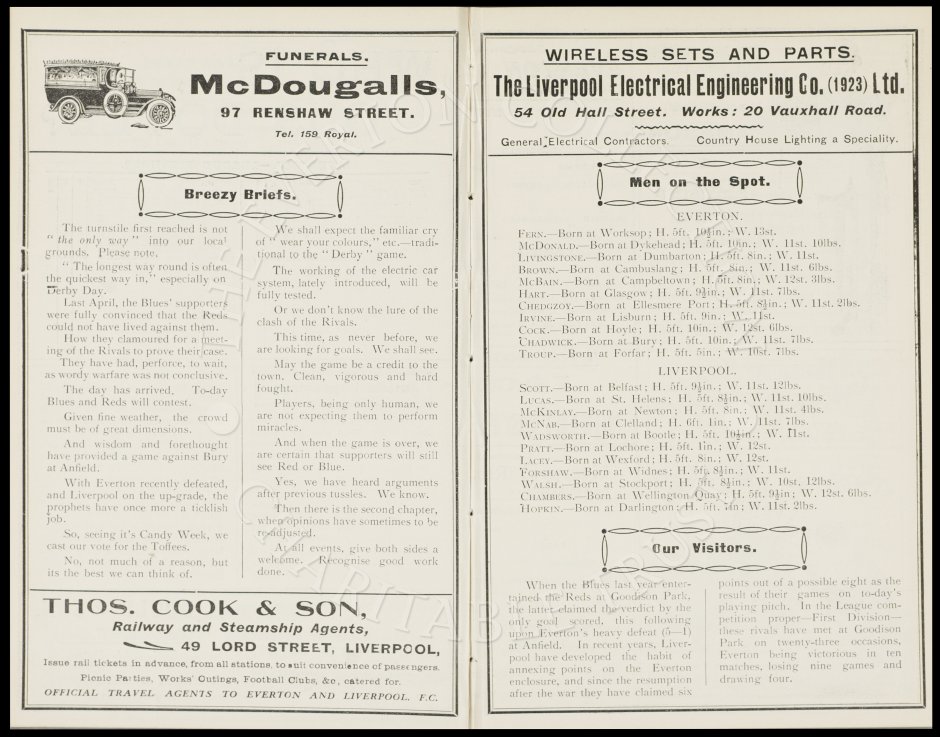 FUNERALS.
McDougalls,
97 RENSHAW STREET.
Tel. 159 Royal.
Breezy Briefs.
The turnstile first reached is not
"the only way" into our local
grounds. Please note.
"The longest way round is often
the quickest way in," especially on
Derby Day.
Last April, the Blues' supporters
were fully convinced that the Reds
could not have lived against them.
How they clamoured for a meet-
ing of the Rivals to prove their case.
They have had, perforce, to wait,
as wordy warfare was not conclusive.
The day has arrived. To-day
Blues and Reds will contest.
Given fine weather, the crowd
must be of great dimensions.
And wisdom and forethought
have provided a game against Bury
at Anfield.
With Everton recently defeated,
and Liverpool on the up-grade, the
prophets have once more a ticklish
job.
So, seeing it's Candy Week, we
cast our vote for the Toffees.
No, not much of a reason, but
its the best we can think of.
We shall expect the familiar cry
of "wear your colours," etc.—tradi-
tional to the "Derby" game.
The working of the electric car
system, lately introduced, will be
fully tested.
Or we don't know the lure of the
clash of the Rivals.
This time, as never before, we
are looking for goals. We shall see.
May the game be a credit to the
town. Clean, vigorous and hard
fought.
Players, being only human, we
are not expecting them to perform
miracles.
And when the game is over, we
are certain that supporters will still
see Red or Blue.
Yes, we have heard arguments
after previous tussles. We know.
Then there is the second chapter,
when opinions have sometimes to be
re-adjusted.
At all events, give both sides a
welcome. Recognise good work
done.
THOS. COOK & SON,
Railway and Steamship Agents,
49 LORD STREET, LIVERPOOL,
Issue rail tickets in advance, from all stations, to suit convenience of passengers.
Picnic Parties, Works' Outings, Football Clubs, &c, catered for.
OFFICIAL TRAVEL AGENTS TO EVERTON AND LIVERPOOL. F.C.
WIRELESS SETS AND PARTS.
The Liverpool Electrical Engineering Co. (1923) Ltd.
54 Old Hall Street. Works: 20 Vauxhall Road.
General Electrical Contractors. Country House Lighting a Speciality.
Men on the Spot.
EVERTON.
FERN.—Born at Worksop; H. 5ft. 10½in.; W. 13st.
MCDONALD.—Born at Dykehead; H. 5ft. 10in.; W. 11st. 10lbs.
LIVINGSTONE.—Born at Dumbarton; H. 5ft. 8in.; W. 11st.
BROWN.—Born at Cambuslang; H. 5ft. 8in.; W. 11st. 6lbs.
MCBAIN.—Born at Campbeltown; H. 5ft. 8in.; W. 12st. 3lbs.
HART.—Born at Glasgow; H. 5ft. 9½in.; W. 11st. 7lbs.
CHEDGZOY.—Born at Ellesmere Port; H. 5ft. 8½in.; W. 11st. 2lbs.
IRVINE.—Born at Lisburn; H. 5ft. 9in.; W. 11st.
COCK.—Born at Hoyle; H. 5ft. 10in.; W. 12st. 6lbs.
CHADWICK.—Born at Bury; H. 5ft. 10in.; W. 11st. 7lbs.
TROUP.—Born at Forfar; H. 5ft. 5in.; W. 10st. 7lbs.
LIVERPOOL.
SCOTT.—Born at Belfast; H. 5ft. 9½in.; W. 11st. 12lbs.
LUCAS.—Born at St. Helens; H. 5ft. 8½in.; W. 11st. 10lbs.
MCKINLAY.—Born at Newton; H. 5ft. 8in.; W. 11st. 4lbs.
MCNAB.—Born at Clelland; H. 6ft. 1in.; W. 11st. 7lbs.
WADSWORTH.—Born at Bootle; H. 5ft. 10½in.; W. 11st.
PRATT.—Born at Lochore; H. 5ft. 11in.; W. 12st.
LACEY.—Born at Wexford; H. 5ft. 8in.; W. 12st.
FORSHAW.—Born at Widnes; H. 5ft. 8½in.; W. 11st.
WALSH.—Born at Stockport; H. 5ft. 8½in.; W. 10st. 12lbs.
CHAMBERS.—Born at Wellington Quay; H. 5ft. 9½in; W. 12st. 6lbs.
HOPKIN.—Born at Darlington; H. 5ft. 7in; W. 11st. 2lbs.
Our Visitors.
When the Blues last year enter-
tained the Reds at Goodison Park,
the latter claimed the verdict by the
only goal scored, this following
upon Everton's heavy defeat (5—1)
at Anfield. In recent years, Liver-
pool have developed the habit of
annexing points on the Everton
enclosure, and since the resumption
after the war they have claimed six
points out of a possible eight as the
result of their games on to-day's
playing pitch. In the League com-
petition proper—First Division—
these rivals have met at Goodison
Park on twenty-three occasions,
Everton being victorious in ten
matches, losing nine games and
drawing four.